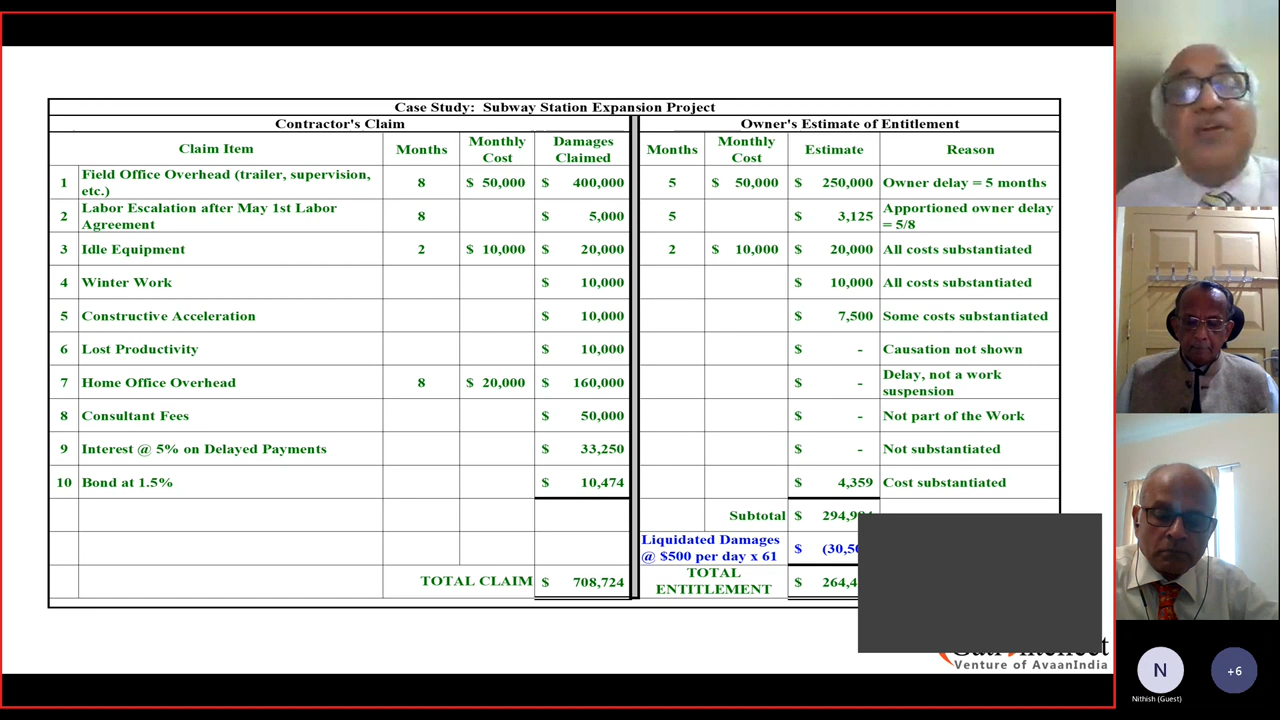 Case Study: Subway Station Expansion Project
Contractor's Claim Owner's Estimate of Entitlement
Claim Item Months Monthly Cost Damages Claimed Months Monthly Cost Estimate Reason
1 Field Office Overhead (trailer, supervision, etc.) 8 $ 50,000 $ 400,000 5 $ 50,000 $ 250,000 Owner delay = 5 months
2 Labor Escalation after May 1st Labor Agreement 8 $ 5,000 5 $ 3,125 Apportioned owner delay = 5/8
3 Idle Equipment 2 $ 10,000 $ 20,000 2 $ 10,000 $ 20,000 All costs substantiated
4 Winter Work $ 10,000 $ 10,000 All costs substantiated
5 Constructive Acceleration $ 10,000 $ 7,500 Some costs substantiated
6 Lost Productivity $ 10,000 $ - Causation not shown
7 Home Office Overhead 8 $ 20,000 $ 160,000 $ - Delay, not a work suspension
8 Consultant Fees $ 50,000 $ - Not part of the Work
9 Interest @ 5% on Delayed Payments $ 33,250 $ - Not substantiated
10 Bond at 1.5% $ 10,474 $ 4,359 Cost substantiated
Subtotal $
Liquidated Damages @ $500 per day x 61 $
TOTAL CLAIM $ 708,724 TOTAL ENTITLEMENT $
Venture of AvaanIndia
N
+6
Nithish (Guest)